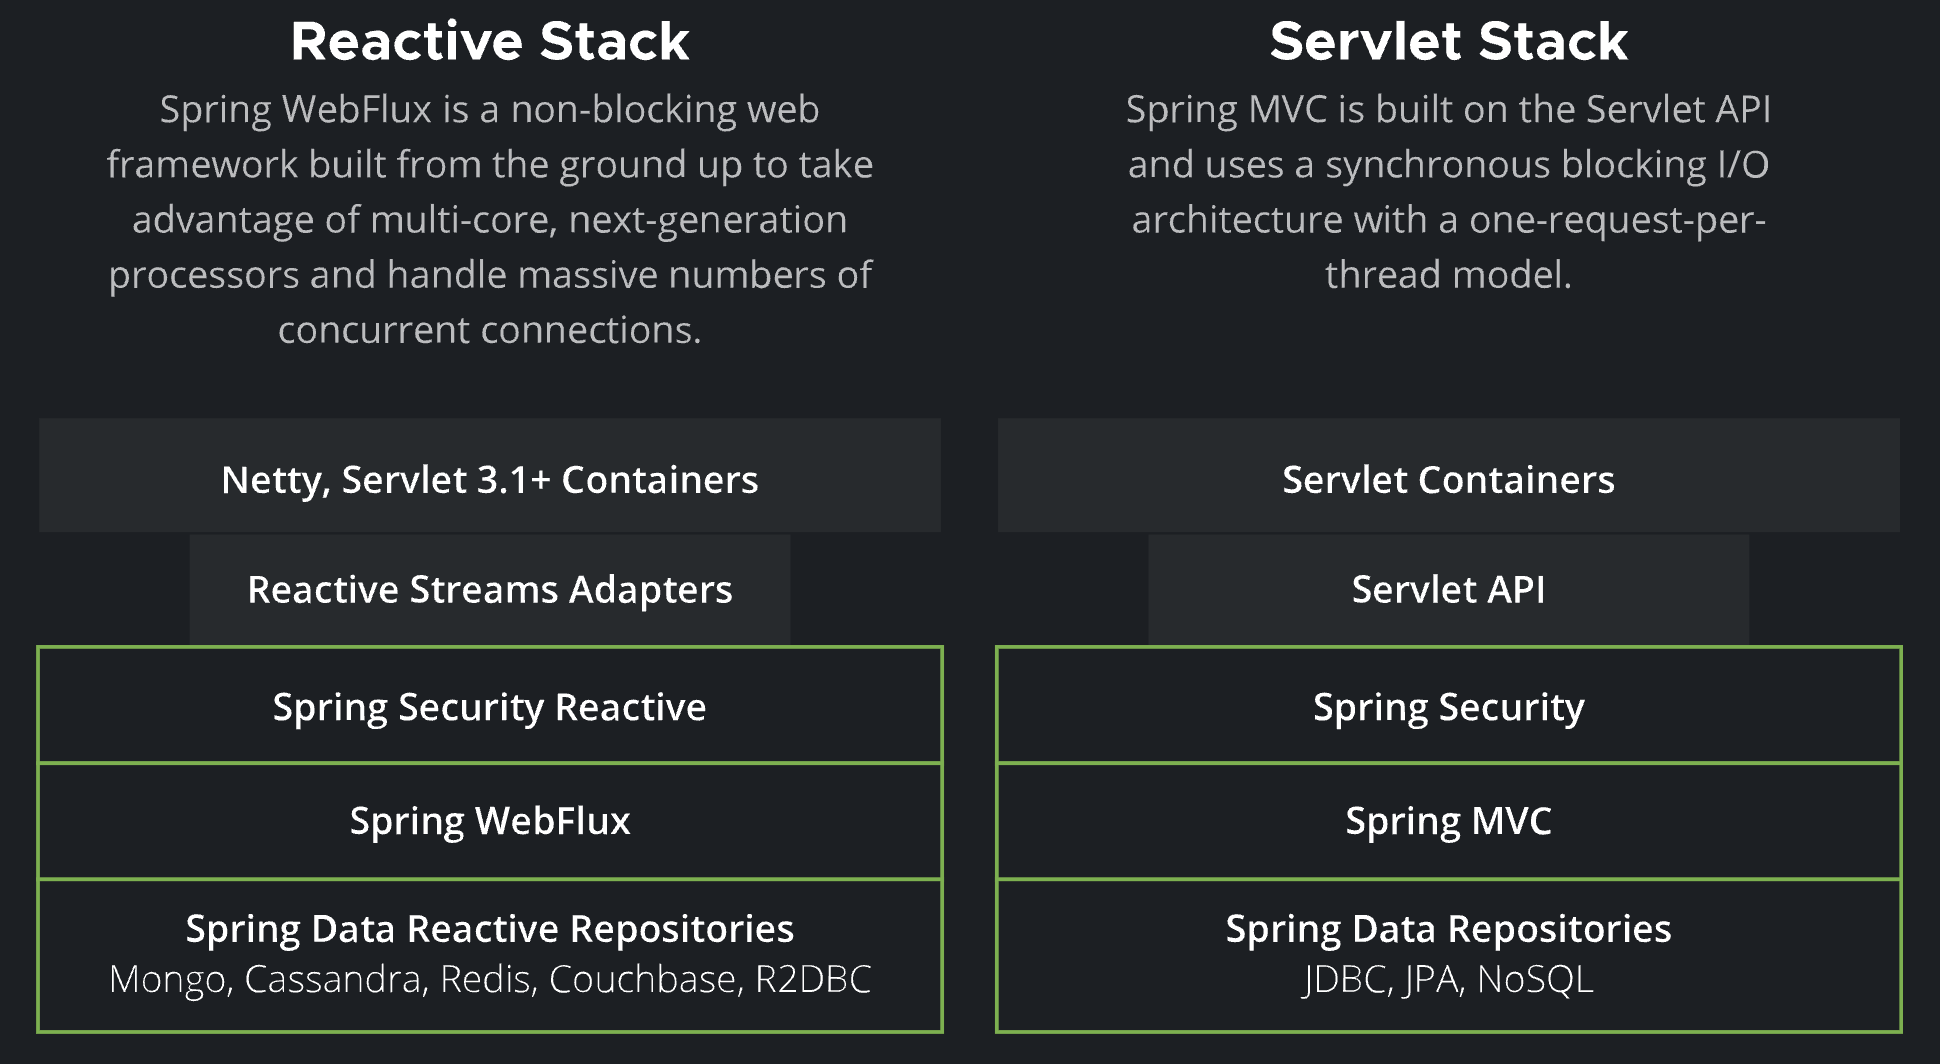 Reactive Stack
Spring WebFlux is a non-blocking web
framework built from the ground up to take
advantage of multi-core, next-generation
processors and handle massive numbers of
concurrent connections.
Netty, Servlet 3.1+ Containers
Reactive Streams Adapters
Spring Security Reactive
Spring WebFlux
Spring Data Reactive Repositories
Mongo, Cassandra, Redis, Couchbase, R2DBC
Servlet Stack
Spring MVC is built on the Servlet API
and uses a synchronous blocking I/O
architecture with a one-request-per-
thread model.
Servlet Containers
Servlet API
Spring Security
Spring MVC
Spring Data Repositories
JDBC, JPA, NoSQL